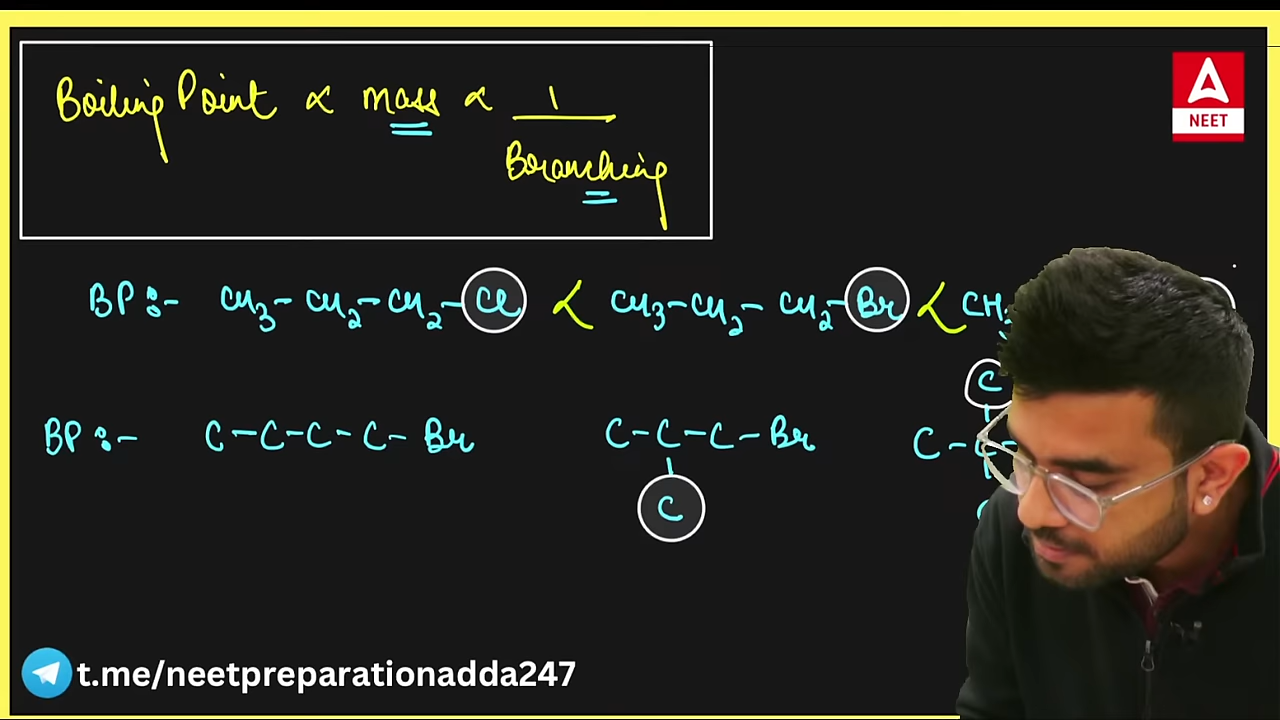 Boiling Point ∝ mass ∝ 1
Branching
NEET
BP:- CH3-CH2-CH2-Cl < CH3-CH2-CH2-Br < CH3
C
BP:- C-C-C-C-Br C-C-C-Br C-C-
C
C
t.me/neetpreparationadda247